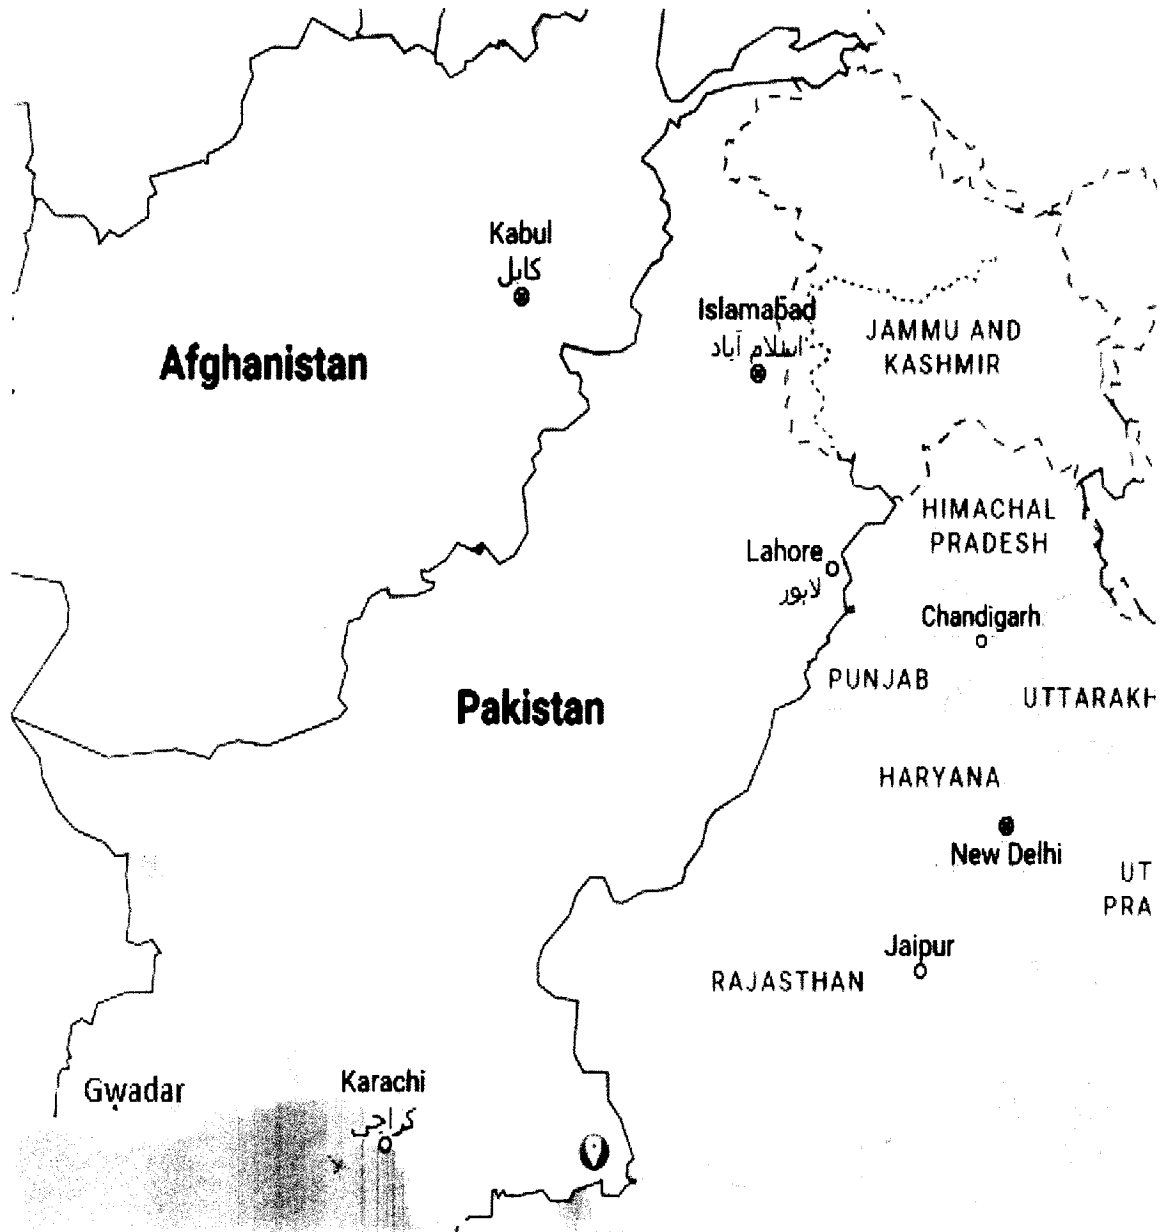 Kabul
کابل
Afghanistan
Islamabad
اسلام آباد
JAMMU AND
KASHMIR
HIMACHAL
PRADESH
Lahore
لاہور
Chandigarh
PUNJAB
UTTARAKH
Pakistan
HARYANA
New Delhi
UT
PRA
Jaipur
RAJASTHAN
Gwadar
Karachi
کراچی